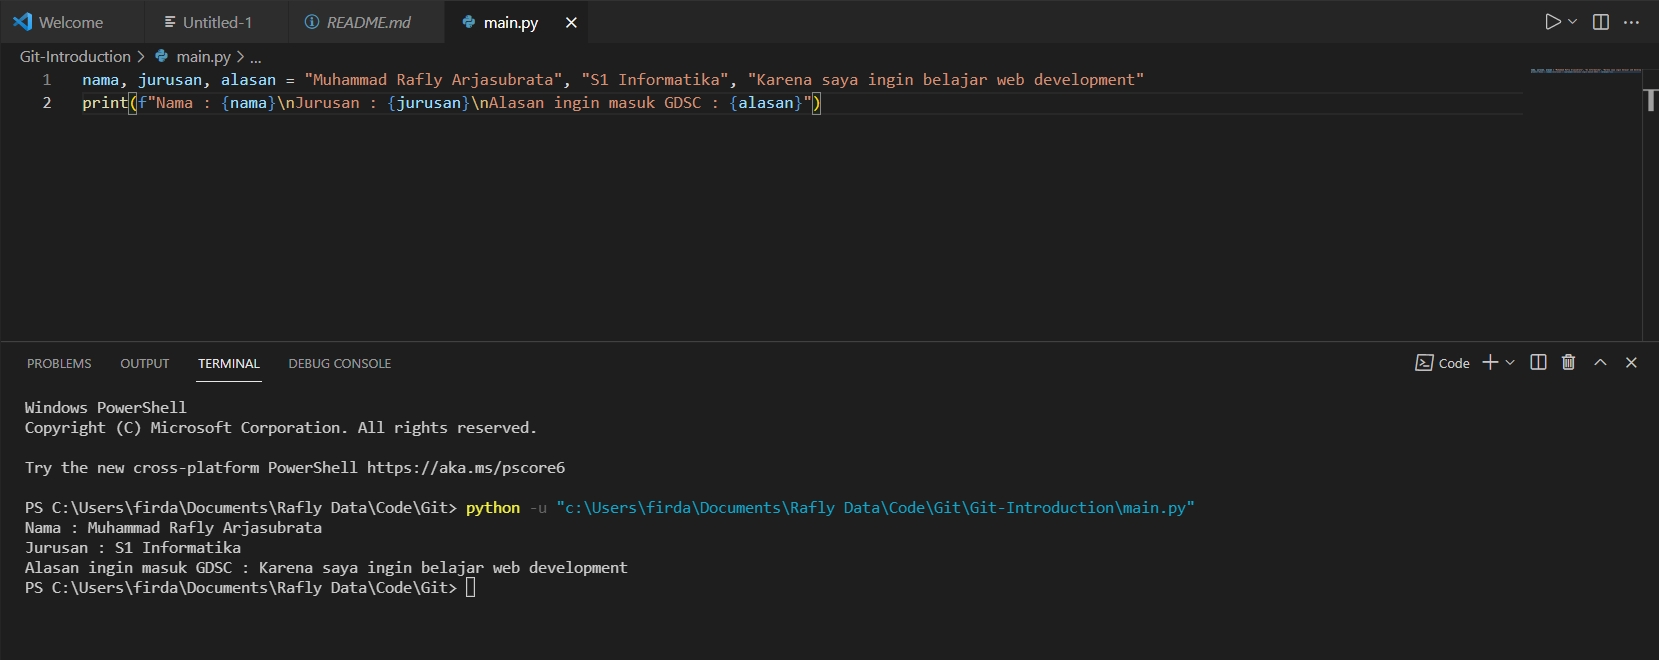 Welcome Untitled-1 README.md main.py
Git-Introduction > main.py > ...
1 nama, jurusan, alasan = "Muhammad Rafly Arjasubrata", "S1 Informatika", "Karena saya ingin belajar web development"
2 print(f"Nama : {nama}\nJurusan : {jurusan}\nAlasan ingin masuk GDSC : {alasan}")
PROBLEMS OUTPUT TERMINAL DEBUG CONSOLE Code
Windows PowerShell
Copyright (C) Microsoft Corporation. All rights reserved.
Try the new cross-platform PowerShell https://aka.ms/pscore6
PS C:\Users\firda\Documents\Rafly Data\Code\Git> python -u "c:\Users\firda\Documents\Rafly Data\Code\Git\Git-Introduction\main.py"
Nama : Muhammad Rafly Arjasubrata
Jurusan : S1 Informatika
Alasan ingin masuk GDSC : Karena saya ingin belajar web development
PS C:\Users\firda\Documents\Rafly Data\Code\Git>